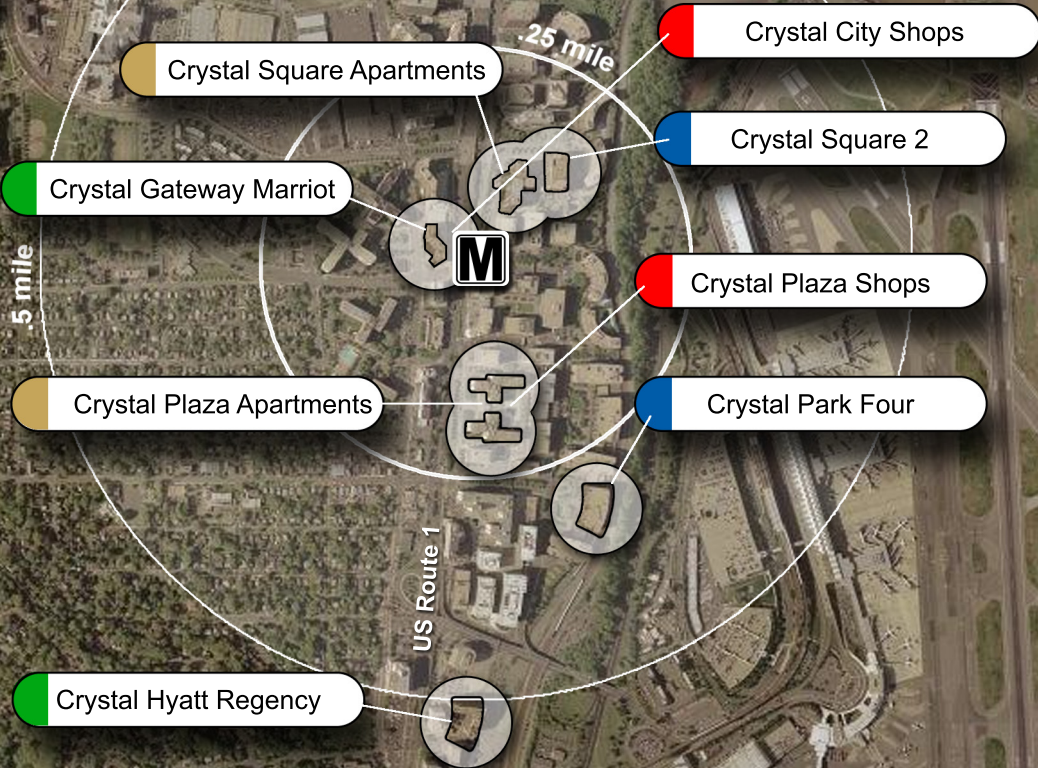 Crystal City Shops
.25 mile
Crystal Square Apartments
Crystal Square 2
Crystal Gateway Marriot
M
.5 mile
Crystal Plaza Shops
Crystal Plaza Apartments
Crystal Park Four
US Route 1
Crystal Hyatt Regency